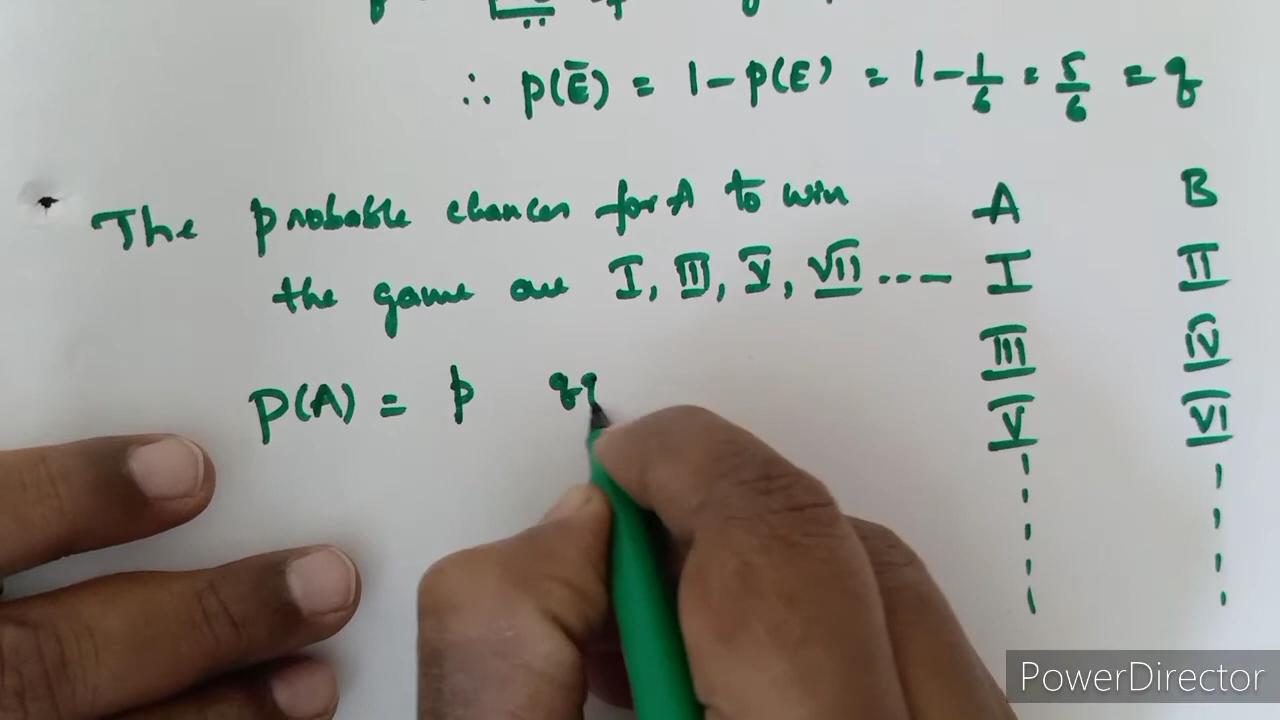 ∴ P(Ē) = 1 - P(E) = 1 - 1/6 = 5/6 = q
The probable chances for A to win
the game are I, III, V, VII ----
A B
I II
III IV
V VI
P(A) = p qq
PowerDirector